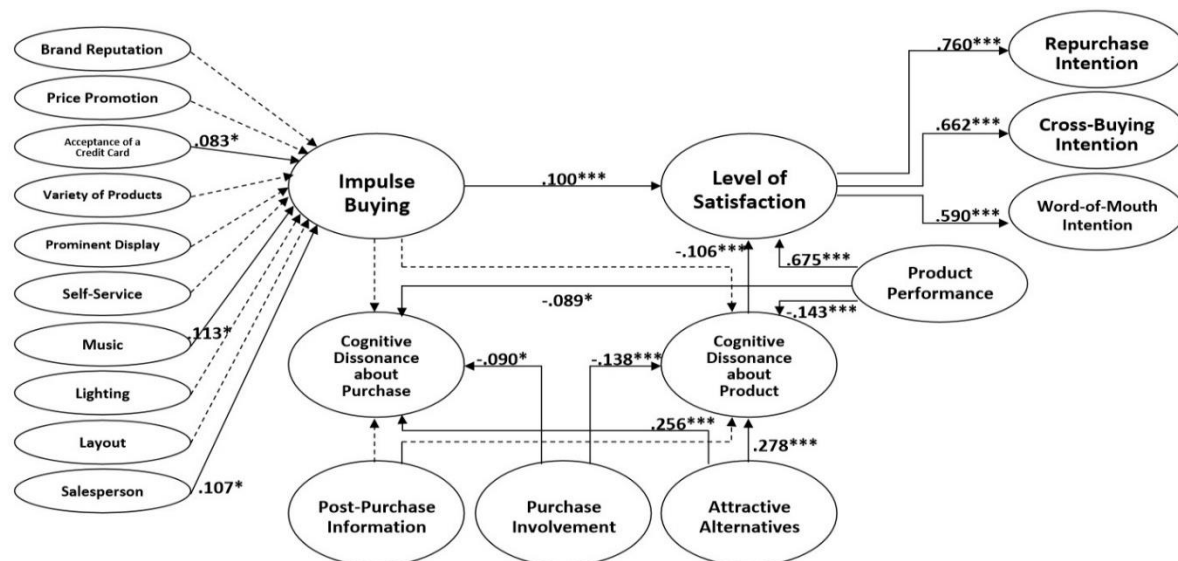 Brand Reputation
Price Promotion
Acceptance of a
Credit Card
.083*
Variety of Products
Prominent Display
Self-Service
Music
.113*
Lighting
Layout
Salesperson
.107*
Impulse
Buying
.100***
Level of
Satisfaction
.760***
Repurchase
Intention
.662***
Cross-Buying
Intention
.590***
Word-of-Mouth
Intention
-.106***
.675***
Product
Performance
-.089*
-.143***
Cognitive
Dissonance
about
Purchase
-.090*
-.138***
Cognitive
Dissonance
about
Product
.256***
.278***
Post-Purchase
Information
Purchase
Involvement
Attractive
Alternatives